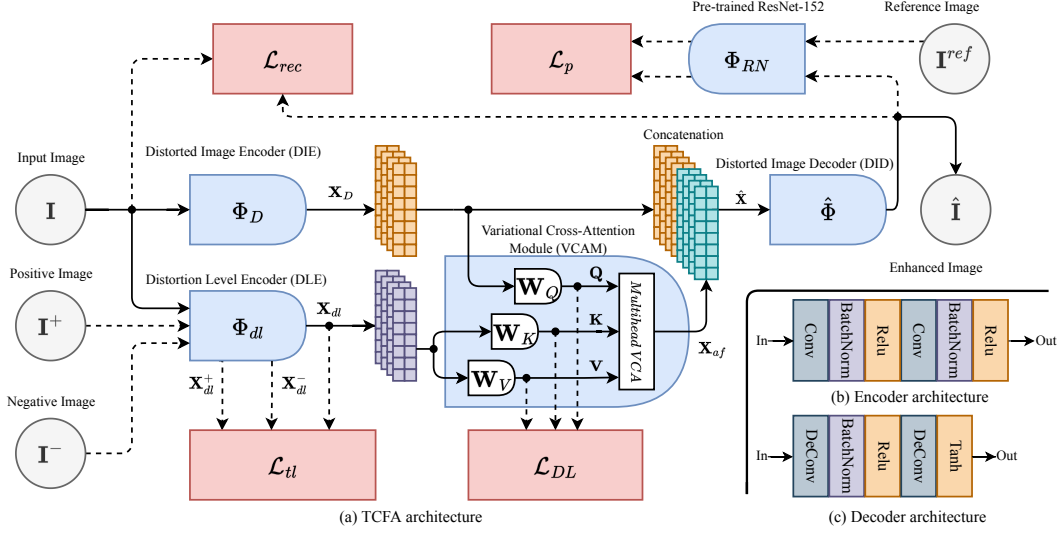 Pre-trained ResNet-152
Reference Image
ℒ_rec
ℒ_p
Φ_RN
I^ref
Input Image
Distorted Image Encoder (DIE)
Concatenation
Distorted Image Decoder (DID)
I
Φ_D
X_D
x̂
Φ̂
Î
Variational Cross-Attention
Module (VCAM)
Positive Image
Distortion Level Encoder (DLE)
Enhanced Image
I^+
Φ_dl
X_dl
W_Q
Q
W_K
K
W_V
V
Multihead VCA
X_af
X_dl^+
X_dl^-
Negative Image
I^-
ℒ_tl
ℒ_DL
(a) TCFA architecture
In
Conv
BatchNorm
Relu
Conv
BatchNorm
Relu
Out
(b) Encoder architecture
In
DeConv
BatchNorm
Relu
DeConv
Tanh
Out
(c) Decoder architecture